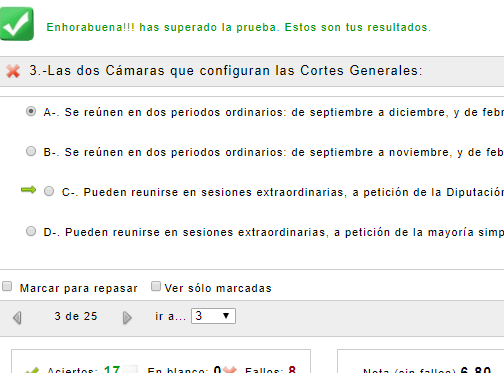 Enhorabuena!!! has superado la prueba. Estos son tus resultados.
3.-Las dos Cámaras que configuran las Cortes Generales:
A-. Se reúnen en dos periodos ordinarios: de septiembre a diciembre, y de febr
B-. Se reúnen en dos periodos ordinarios: de septiembre a noviembre, y de feb
C-. Pueden reunirse en sesiones extraordinarias, a petición de la Diputación
D-. Pueden reunirse en sesiones extraordinarias, a petición de la mayoría simp
Marcar para repasar Ver sólo marcadas
3 de 25 ir a... 3
Aciertos: 17 En blanco: 0 Fallos: 8 Nota (sin fallos) 6.80